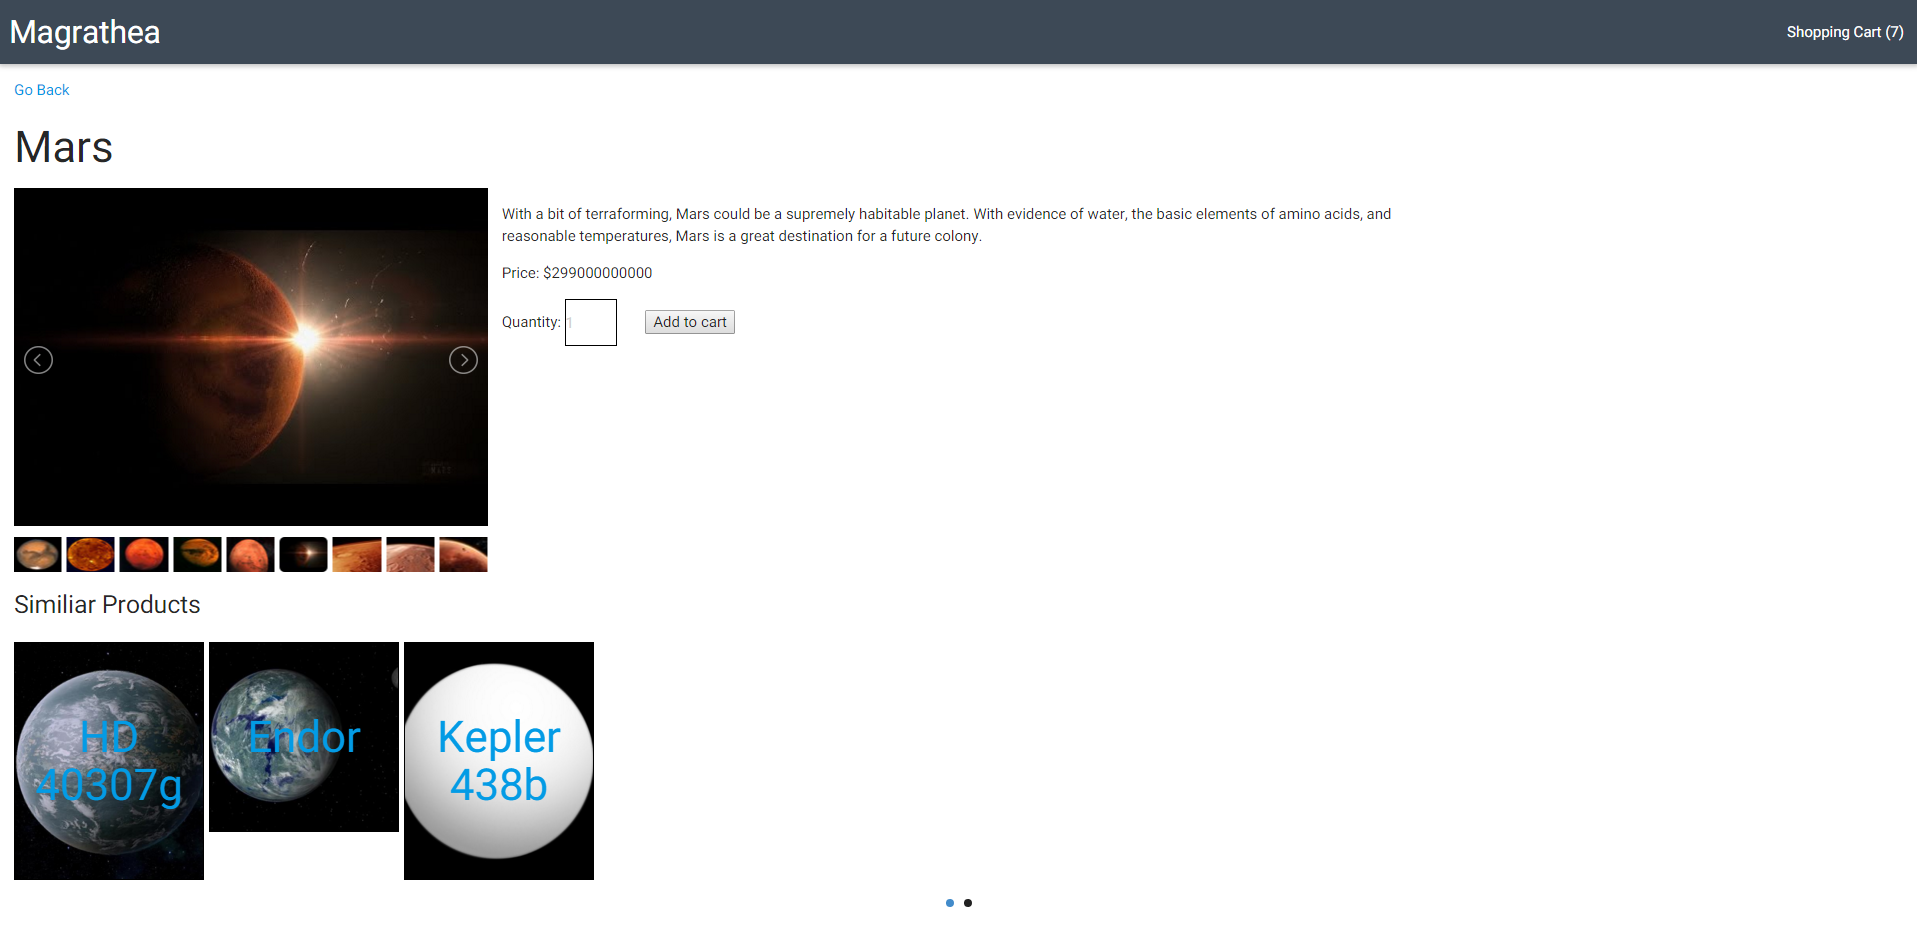 Magrathea
Shopping Cart (7)
Go Back
Mars
With a bit of terraforming, Mars could be a supremely habitable planet. With evidence of water, the basic elements of amino acids, and
reasonable temperatures, Mars is a great destination for a future colony.
Price: $299000000000
Quantity: 1
Add to cart
Similiar Products
HD
40307g
Endor
Kepler
438b